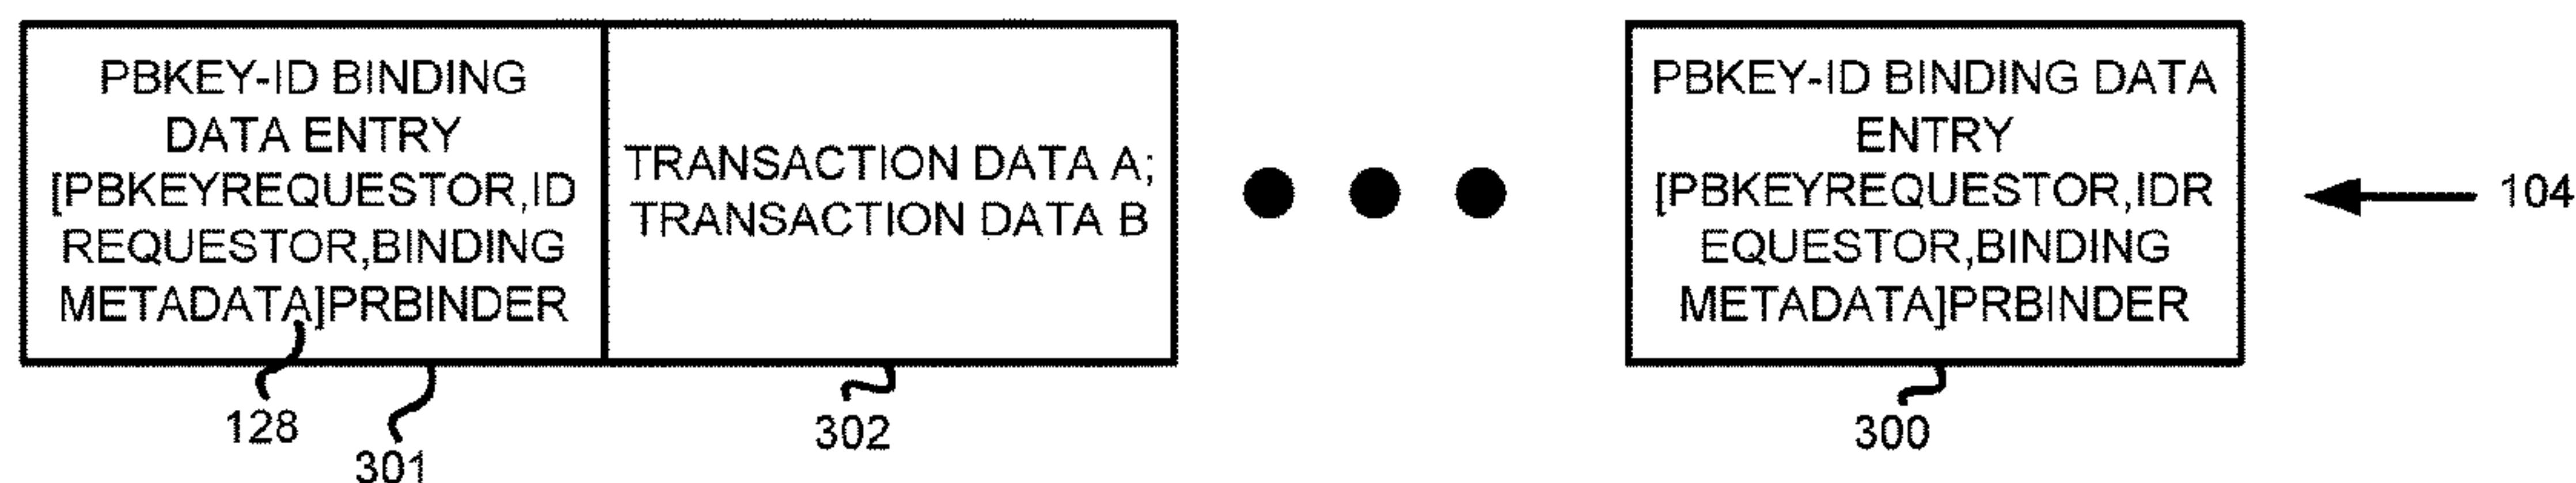 PBKEY-ID BINDING
DATA ENTRY
[PBKEYREQUESTOR,ID
REQUESTOR,BINDING
METADATA]PRBINDER
128
301
TRANSACTION DATA A;
TRANSACTION DATA B
302
PBKEY-ID BINDING DATA
ENTRY
[PBKEYREQUESTOR,IDR
EQUESTOR,BINDING
METADATA]PRBINDER
300
104